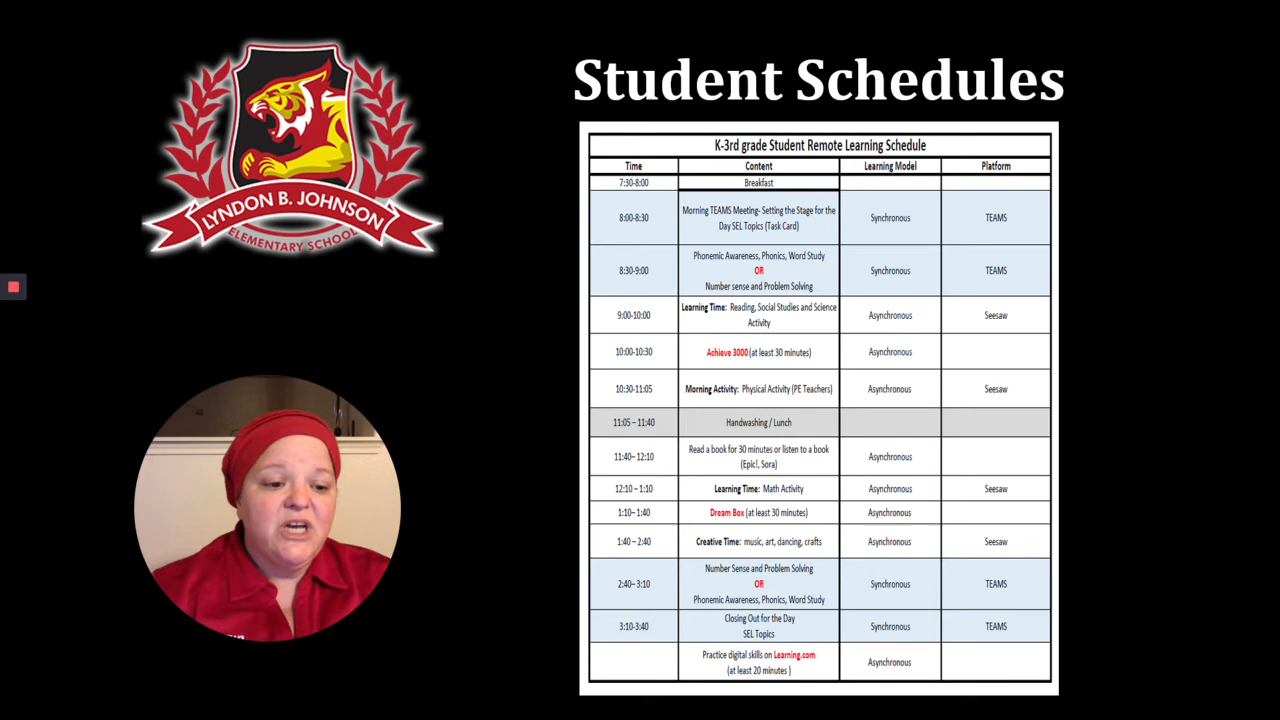 LYNDON B. JOHNSON
ELEMENTARY SCHOOL
Student Schedules
K-3rd grade Student Remote Learning Schedule
Time Content Learning Model Platform
7:30-8:00 Breakfast
8:00-8:30 Morning TEAMS Meeting- Setting the Stage for the Synchronous TEAMS
Day SEL Topics (Task Card)
Phonemic Awareness, Phonics, Word Study
8:30-9:00 OR Synchronous TEAMS
Number sense and Problem Solving
9:00-10:00 Learning Time: Reading, Social Studies and Science Asynchronous Seesaw
Activity
10:00-10:30 Achieve 3000 (at least 30 minutes) Asynchronous
10:30-11:05 Morning Activity: Physical Activity (PE Teachers) Asynchronous Seesaw
11:05 – 11:40 Handwashing / Lunch
11:40– 12:10 Read a book for 30 minutes or listen to a book Asynchronous
(Epic!, Sora)
12:10 – 1:10 Learning Time: Math Activity Asynchronous Seesaw
1:10– 1:40 Dream Box (at least 30 minutes) Asynchronous
1:40 – 2:40 Creative Time: music, art, dancing, crafts Asynchronous Seesaw
Number Sense and Problem Solving
2:40– 3:10 OR Synchronous TEAMS
Phonemic Awareness, Phonics, Word Study
3:10-3:40 Closing Out for the Day Synchronous TEAMS
SEL Topics
Practice digital skills on Learning.com Asynchronous
(at least 20 minutes )